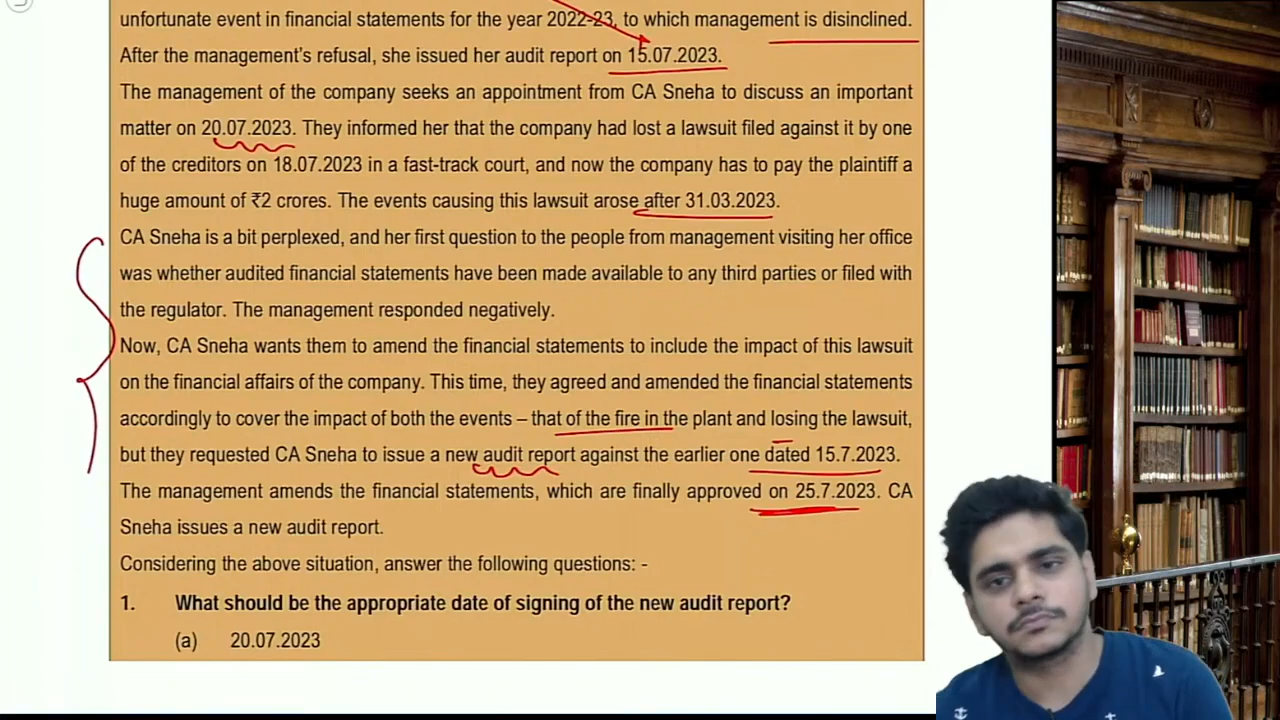 unfortunate event in financial statements for the year 2022-23, to which management is disinclined.
After the management's refusal, she issued her audit report on 15.07.2023.
The management of the company seeks an appointment from CA Sneha to discuss an important
matter on 20.07.2023. They informed her that the company had lost a lawsuit filed against it by one
of the creditors on 18.07.2023 in a fast-track court, and now the company has to pay the plaintiff a
huge amount of ₹2 crores. The events causing this lawsuit arose after 31.03.2023.
CA Sneha is a bit perplexed, and her first question to the people from management visiting her office
was whether audited financial statements have been made available to any third parties or filed with
the regulator. The management responded negatively.
Now, CA Sneha wants them to amend the financial statements to include the impact of this lawsuit
on the financial affairs of the company. This time, they agreed and amended the financial statements
accordingly to cover the impact of both the events – that of the fire in the plant and losing the lawsuit,
but they requested CA Sneha to issue a new audit report against the earlier one dated 15.7.2023.
The management amends the financial statements, which are finally approved on 25.7.2023. CA
Sneha issues a new audit report.
Considering the above situation, answer the following questions: -
1. What should be the appropriate date of signing of the new audit report?
(a) 20.07.2023